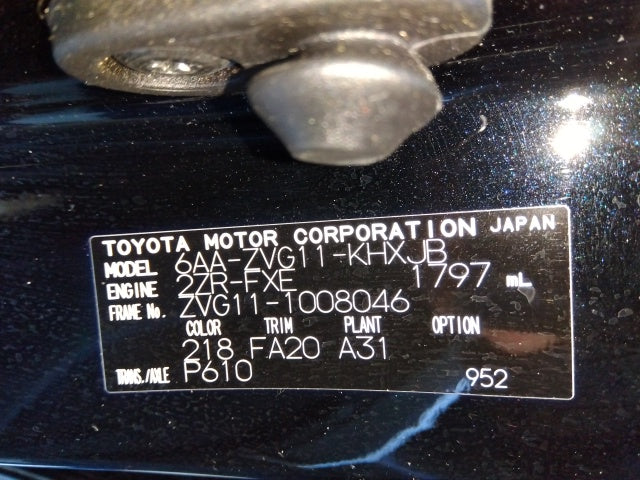 TOYOTA MOTOR CORPORATION JAPAN
MODEL 6AA-ZVG11-KHXJB
ENGINE 2ZR-FXE 1797 mL
FRAME No. ZVG11-1008046
COLOR TRIM PLANT OPTION
218 FA20 A31
TRANS./AXLE P610 952